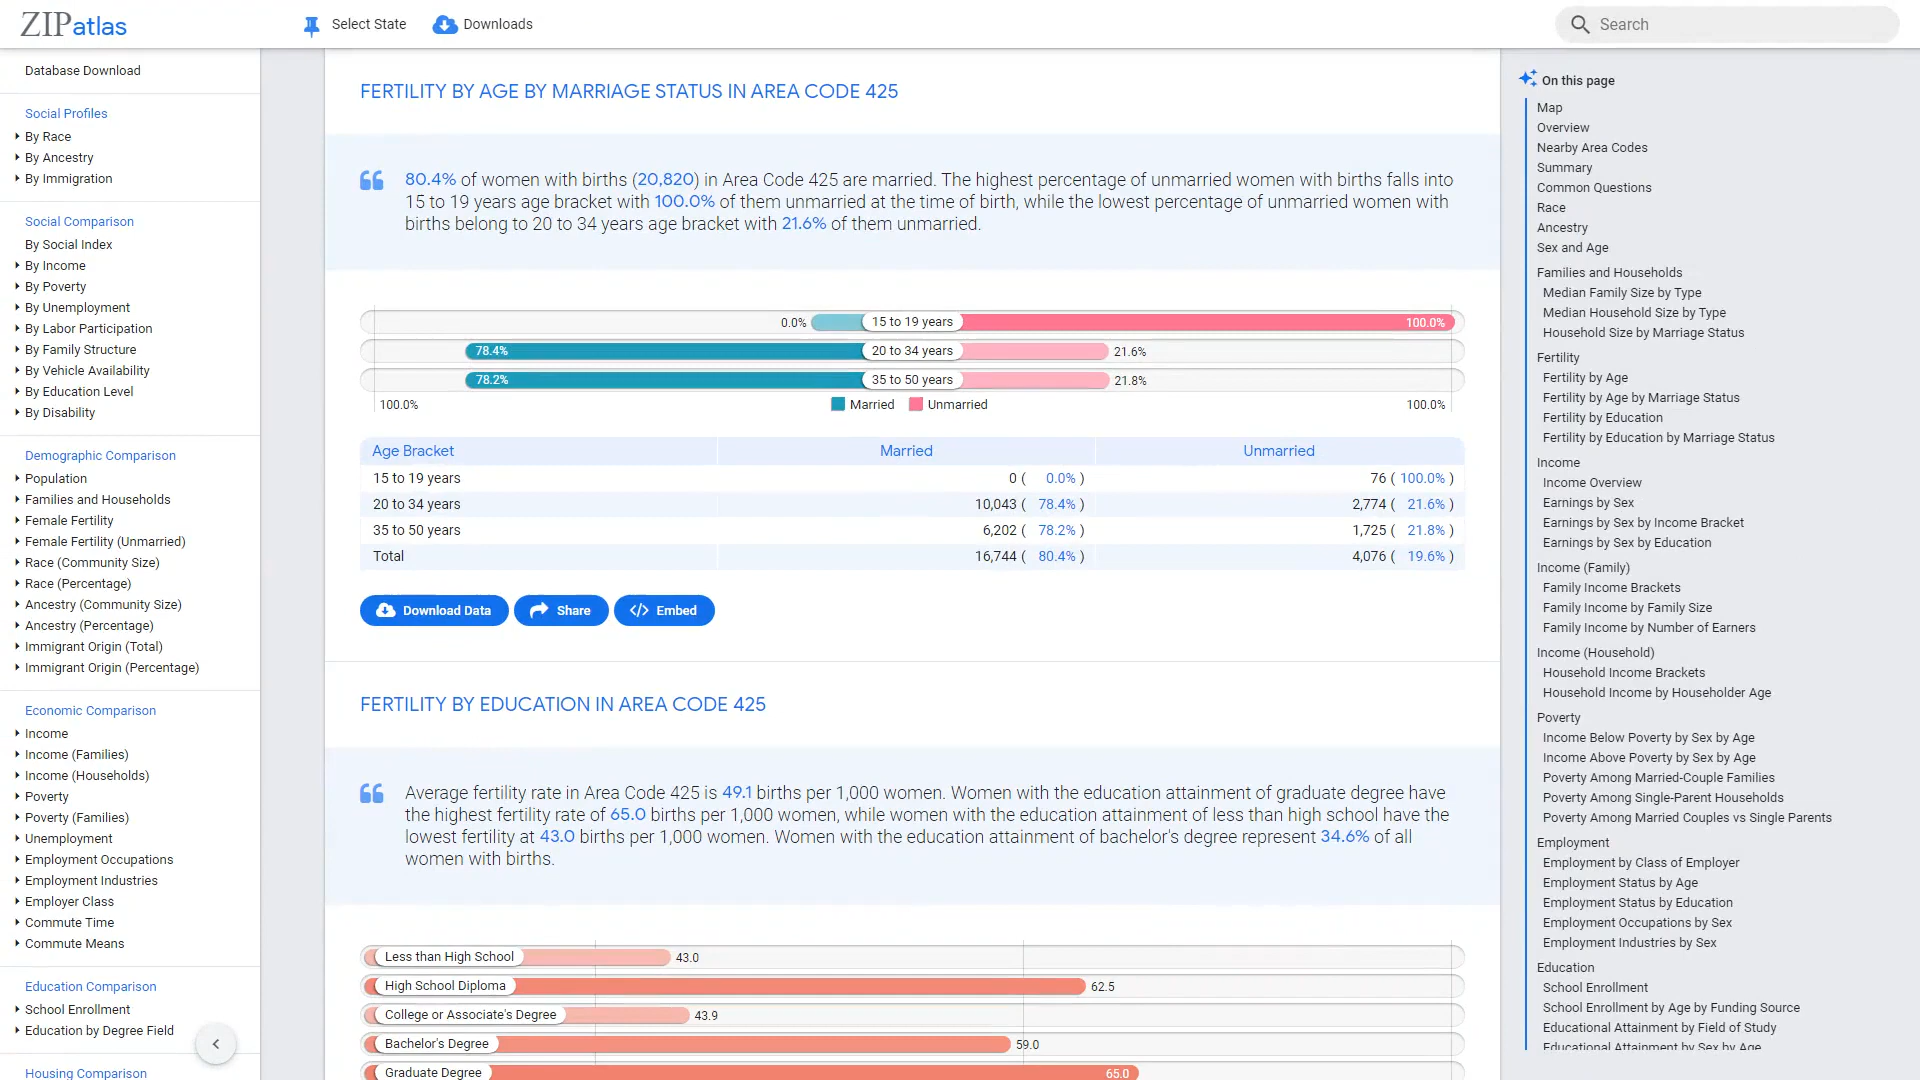 ZIPatlas
Select State
Downloads
Search
Database Download
Social Profiles
By Race
By Ancestry
By Immigration
Social Comparison
By Social Index
By Income
By Poverty
By Unemployment
By Labor Participation
By Family Structure
By Vehicle Availability
By Education Level
By Disability
Demographic Comparison
Population
Families and Households
Female Fertility
Female Fertility (Unmarried)
Race (Community Size)
Race (Percentage)
Ancestry (Community Size)
Ancestry (Percentage)
Immigrant Origin (Total)
Immigrant Origin (Percentage)
Economic Comparison
Income
Income (Families)
Income (Households)
Poverty
Poverty (Families)
Unemployment
Employment Occupations
Employment Industries
Employer Class
Commute Time
Commute Means
Education Comparison
School Enrollment
Education by Degree Field
Housing Comparison
FERTILITY BY AGE BY MARRIAGE STATUS IN AREA CODE 425
80.4% of women with births (20,820) in Area Code 425 are married. The highest percentage of unmarried women with births falls into
15 to 19 years age bracket with 100.0% of them unmarried at the time of birth, while the lowest percentage of unmarried women with
births belong to 20 to 34 years age bracket with 21.6% of them unmarried.
0.0% 15 to 19 years 100.0%
78.4% 20 to 34 years 21.6%
78.2% 35 to 50 years 21.8%
100.0% Married Unmarried 100.0%
Age Bracket Married Unmarried
15 to 19 years 0 ( 0.0% ) 76 ( 100.0% )
20 to 34 years 10,043 ( 78.4% ) 2,774 ( 21.6% )
35 to 50 years 6,202 ( 78.2% ) 1,725 ( 21.8% )
Total 16,744 ( 80.4% ) 4,076 ( 19.6% )
Download Data Share Embed
FERTILITY BY EDUCATION IN AREA CODE 425
Average fertility rate in Area Code 425 is 49.1 births per 1,000 women. Women with the education attainment of graduate degree have
the highest fertility rate of 65.0 births per 1,000 women, while women with the education attainment of less than high school have the
lowest fertility at 43.0 births per 1,000 women. Women with the education attainment of bachelor's degree represent 34.6% of all
women with births.
Less than High School 43.0
High School Diploma 62.5
College or Associate's Degree 43.9
Bachelor's Degree 59.0
Graduate Degree 65.0
On this page
Map
Overview
Nearby Area Codes
Summary
Common Questions
Race
Ancestry
Sex and Age
Families and Households
Median Family Size by Type
Median Household Size by Type
Household Size by Marriage Status
Fertility
Fertility by Age
Fertility by Age by Marriage Status
Fertility by Education
Fertility by Education by Marriage Status
Income
Income Overview
Earnings by Sex
Earnings by Sex by Income Bracket
Earnings by Sex by Education
Income (Family)
Family Income Brackets
Family Income by Family Size
Family Income by Number of Earners
Income (Household)
Household Income Brackets
Household Income by Householder Age
Poverty
Income Below Poverty by Sex by Age
Income Above Poverty by Sex by Age
Poverty Among Married-Couple Families
Poverty Among Single-Parent Households
Poverty Among Married Couples vs Single Parents
Employment
Employment by Class of Employer
Employment Status by Age
Employment Status by Education
Employment Occupations by Sex
Employment Industries by Sex
Education
School Enrollment
School Enrollment by Age by Funding Source
Educational Attainment by Field of Study
Educational Attainment by Sex by Age